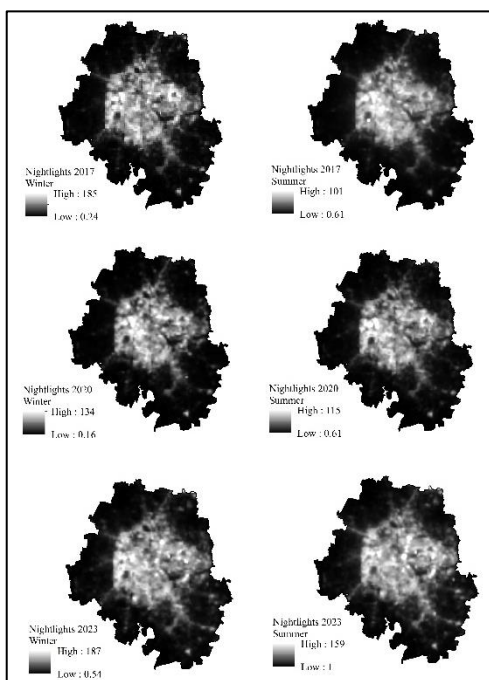 Nightlights 2017
Winter
High : 185
Low : 0.24
Nightlights 2017
Summer
High : 101
Low : 0.61
Nightlights 2020
Winter
High : 134
Low : 0.16
Nightlights 2020
Summer
High : 115
Low : 0.61
Nightlights 2023
Winter
High : 187
Low : 0.54
Nightlights 2023
Summer
High : 159
Low : 1